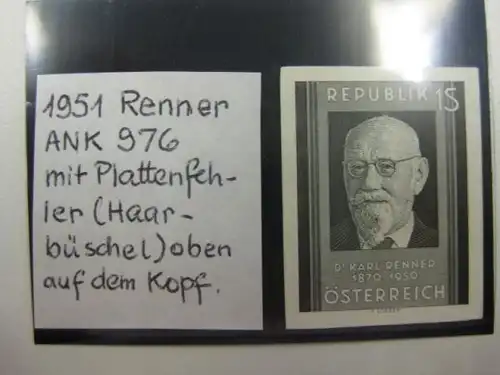 1951 Renner
ANK 976
mit Plattenfeh-
ler (Haar-
büschel) oben
auf dem Kopf.
REPUBLIK 1S
DR KARL RENNER
1870 1950
ÖSTERREICH